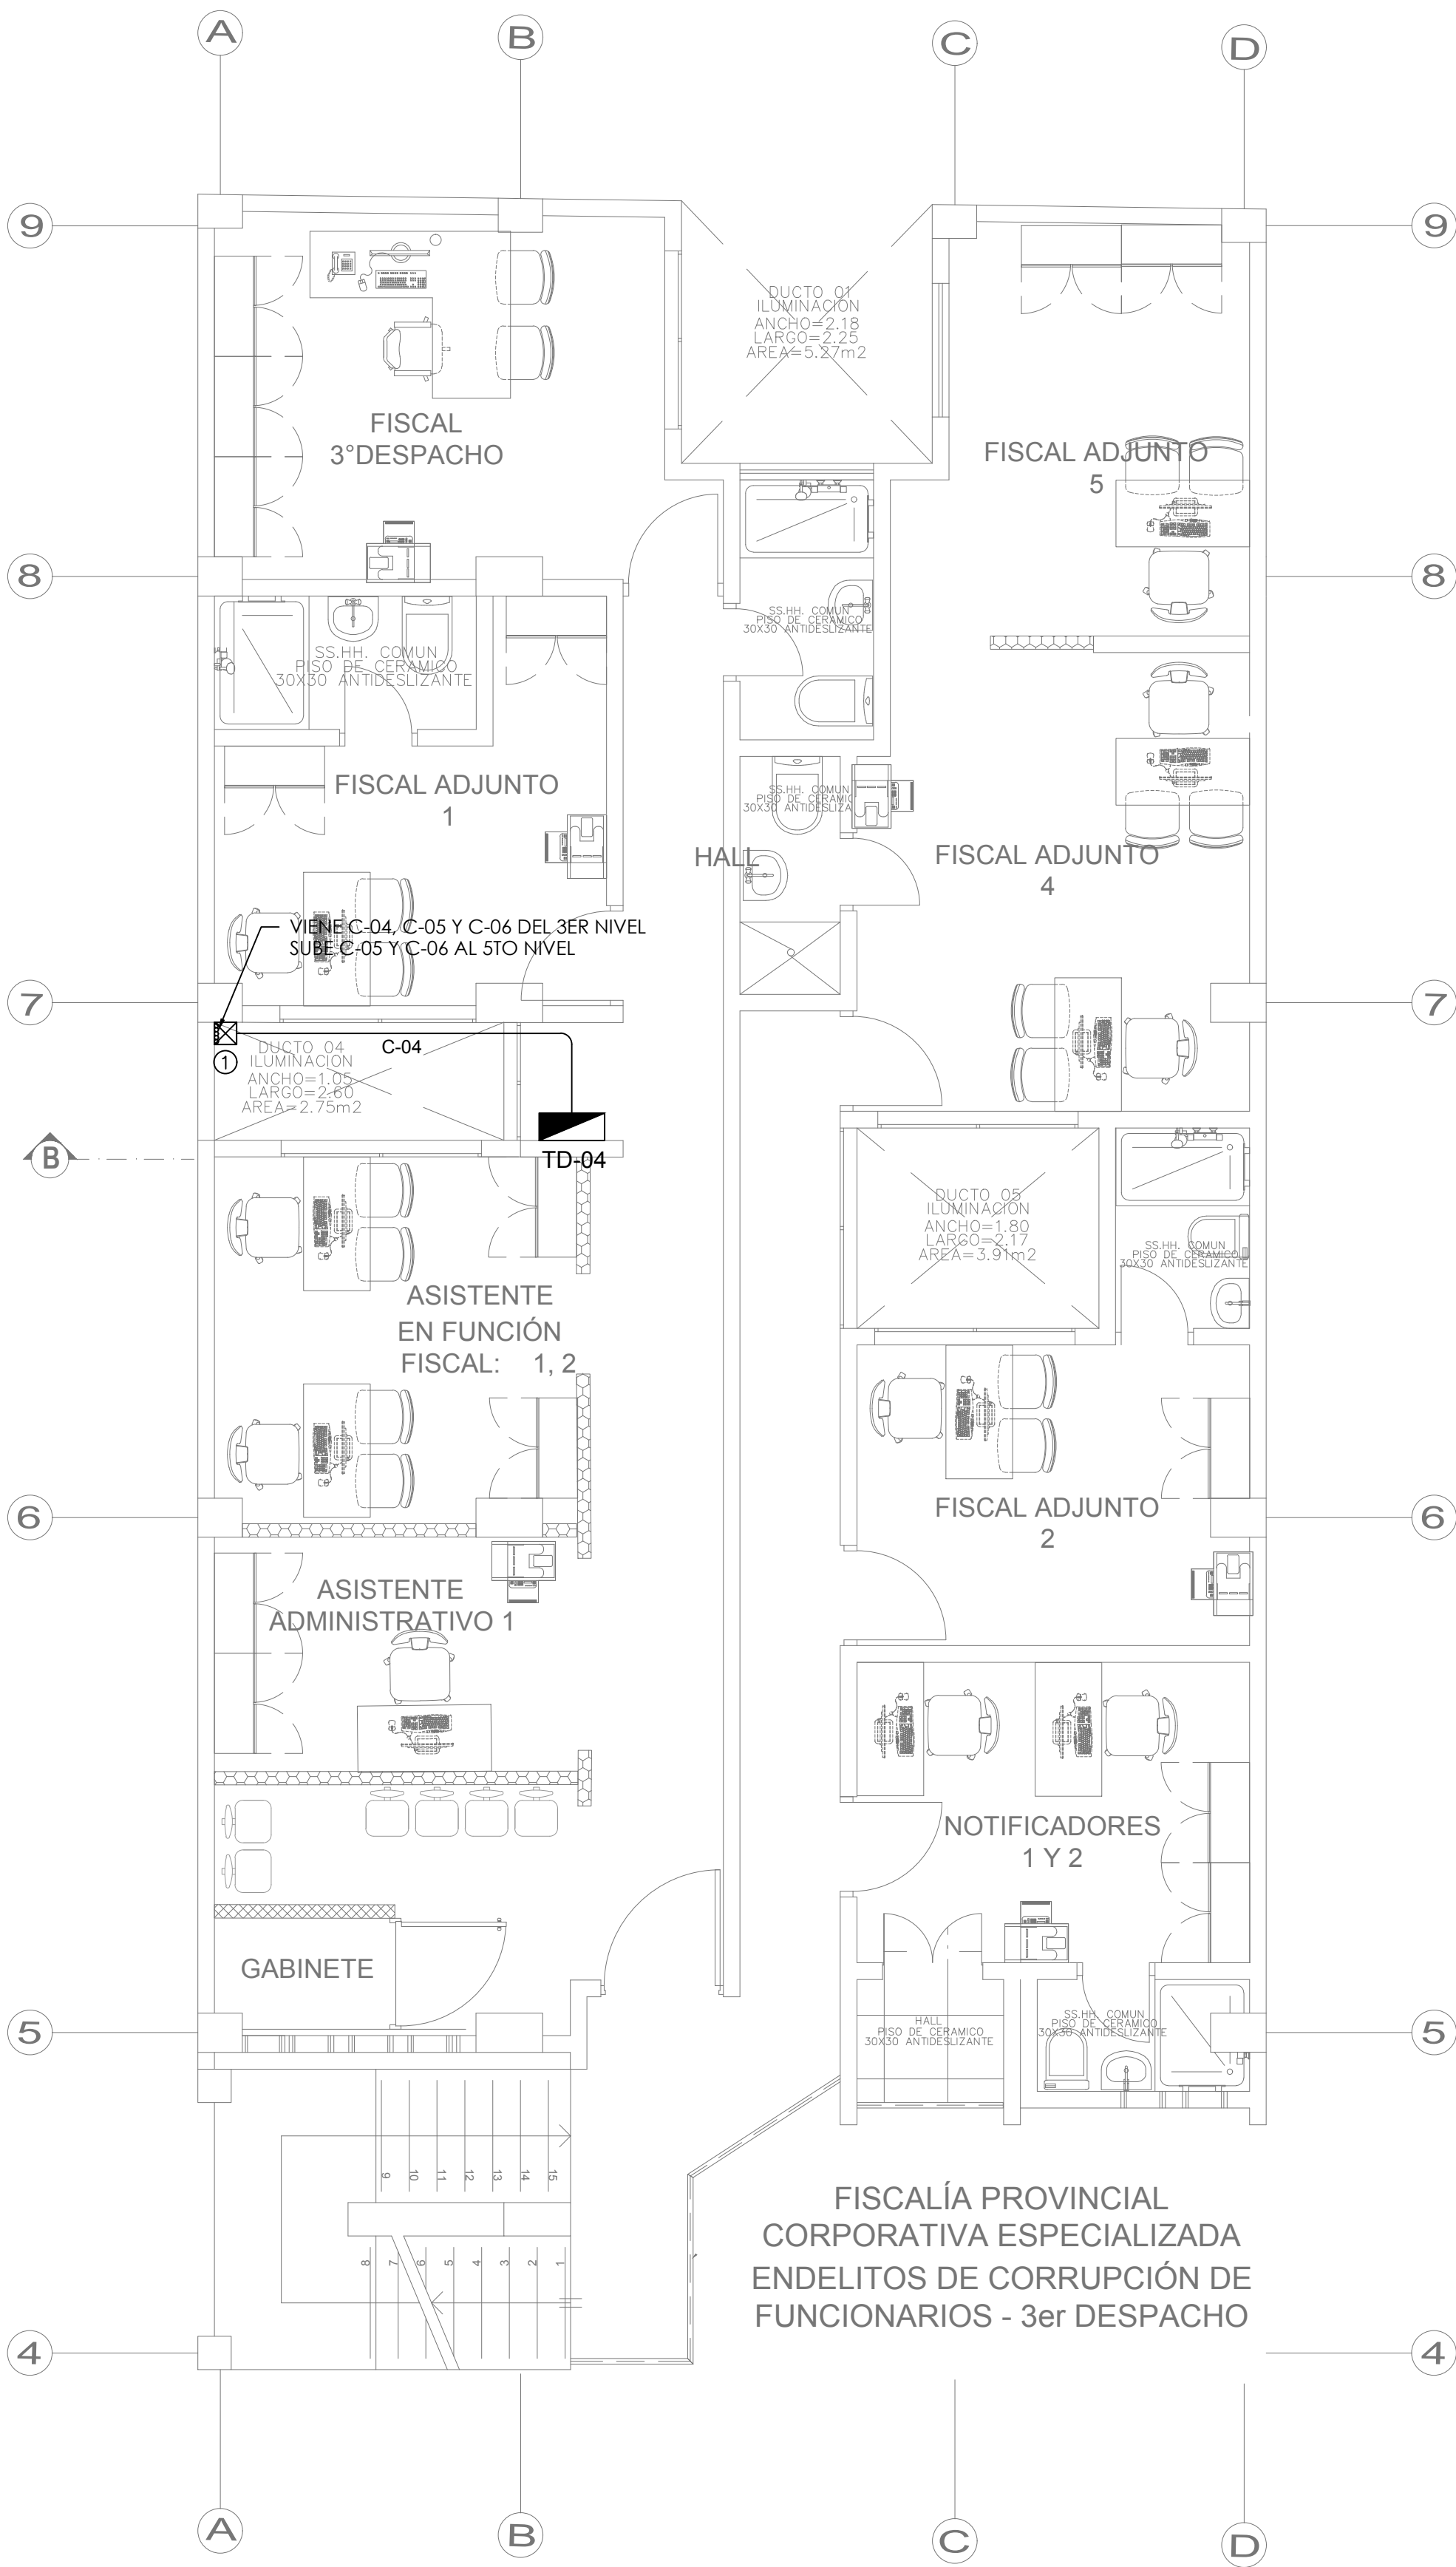 A
B
C
D
9
9
DUCTO 01
ILUMINACION
ANCHO=2.18
LARGO=2.25
AREA=5.27m2
FISCAL
3°DESPACHO
FISCAL ADJUNTO
5
8
8
SS.HH. COMUN
PISO DE CERAMICO
30X30 ANTIDESLIZANTE
SS.HH. COMUN
PISO DE CERAMICO
30X30 ANTIDESLIZANTE
FISCAL ADJUNTO
1
SS.HH. COMUN
PISO DE CERAMIC
30X30 ANTIDESLIZA
HALL
FISCAL ADJUNTO
4
VIENE C-04, C-05 Y C-06 DEL 3ER NIVEL
SUBE C-05 Y C-06 AL 5TO NIVEL
7
7
1
C-04
DUCTO 04
ILUMINACION
ANCHO=1.05
LARGO=2.60
AREA=2.75m2
B
TD-04
DUCTO 05
ILUMINACION
ANCHO=1.80
LARGO=2.17
AREA=3.91m2
SS.HH. COMUN
PISO DE CERAMICO
30X30 ANTIDESLIZANTE
ASISTENTE
EN FUNCIÓN
FISCAL: 1, 2
6
6
FISCAL ADJUNTO
2
ASISTENTE
ADMINISTRATIVO 1
NOTIFICADORES
1 Y 2
GABINETE
5
5
HALL
PISO DE CERAMICO
30X30 ANTIDESLIZANTE
SS.HH. COMUN
PISO DE CERAMICO
30X30 ANTIDESLIZANTE
9
10
11
12
13
14
15
8
7
6
5
4
3
2
1
FISCALÍA PROVINCIAL
CORPORATIVA ESPECIALIZADA
ENDELITOS DE CORRUPCIÓN DE
FUNCIONARIOS - 3er DESPACHO
4
4
A
B
C
D